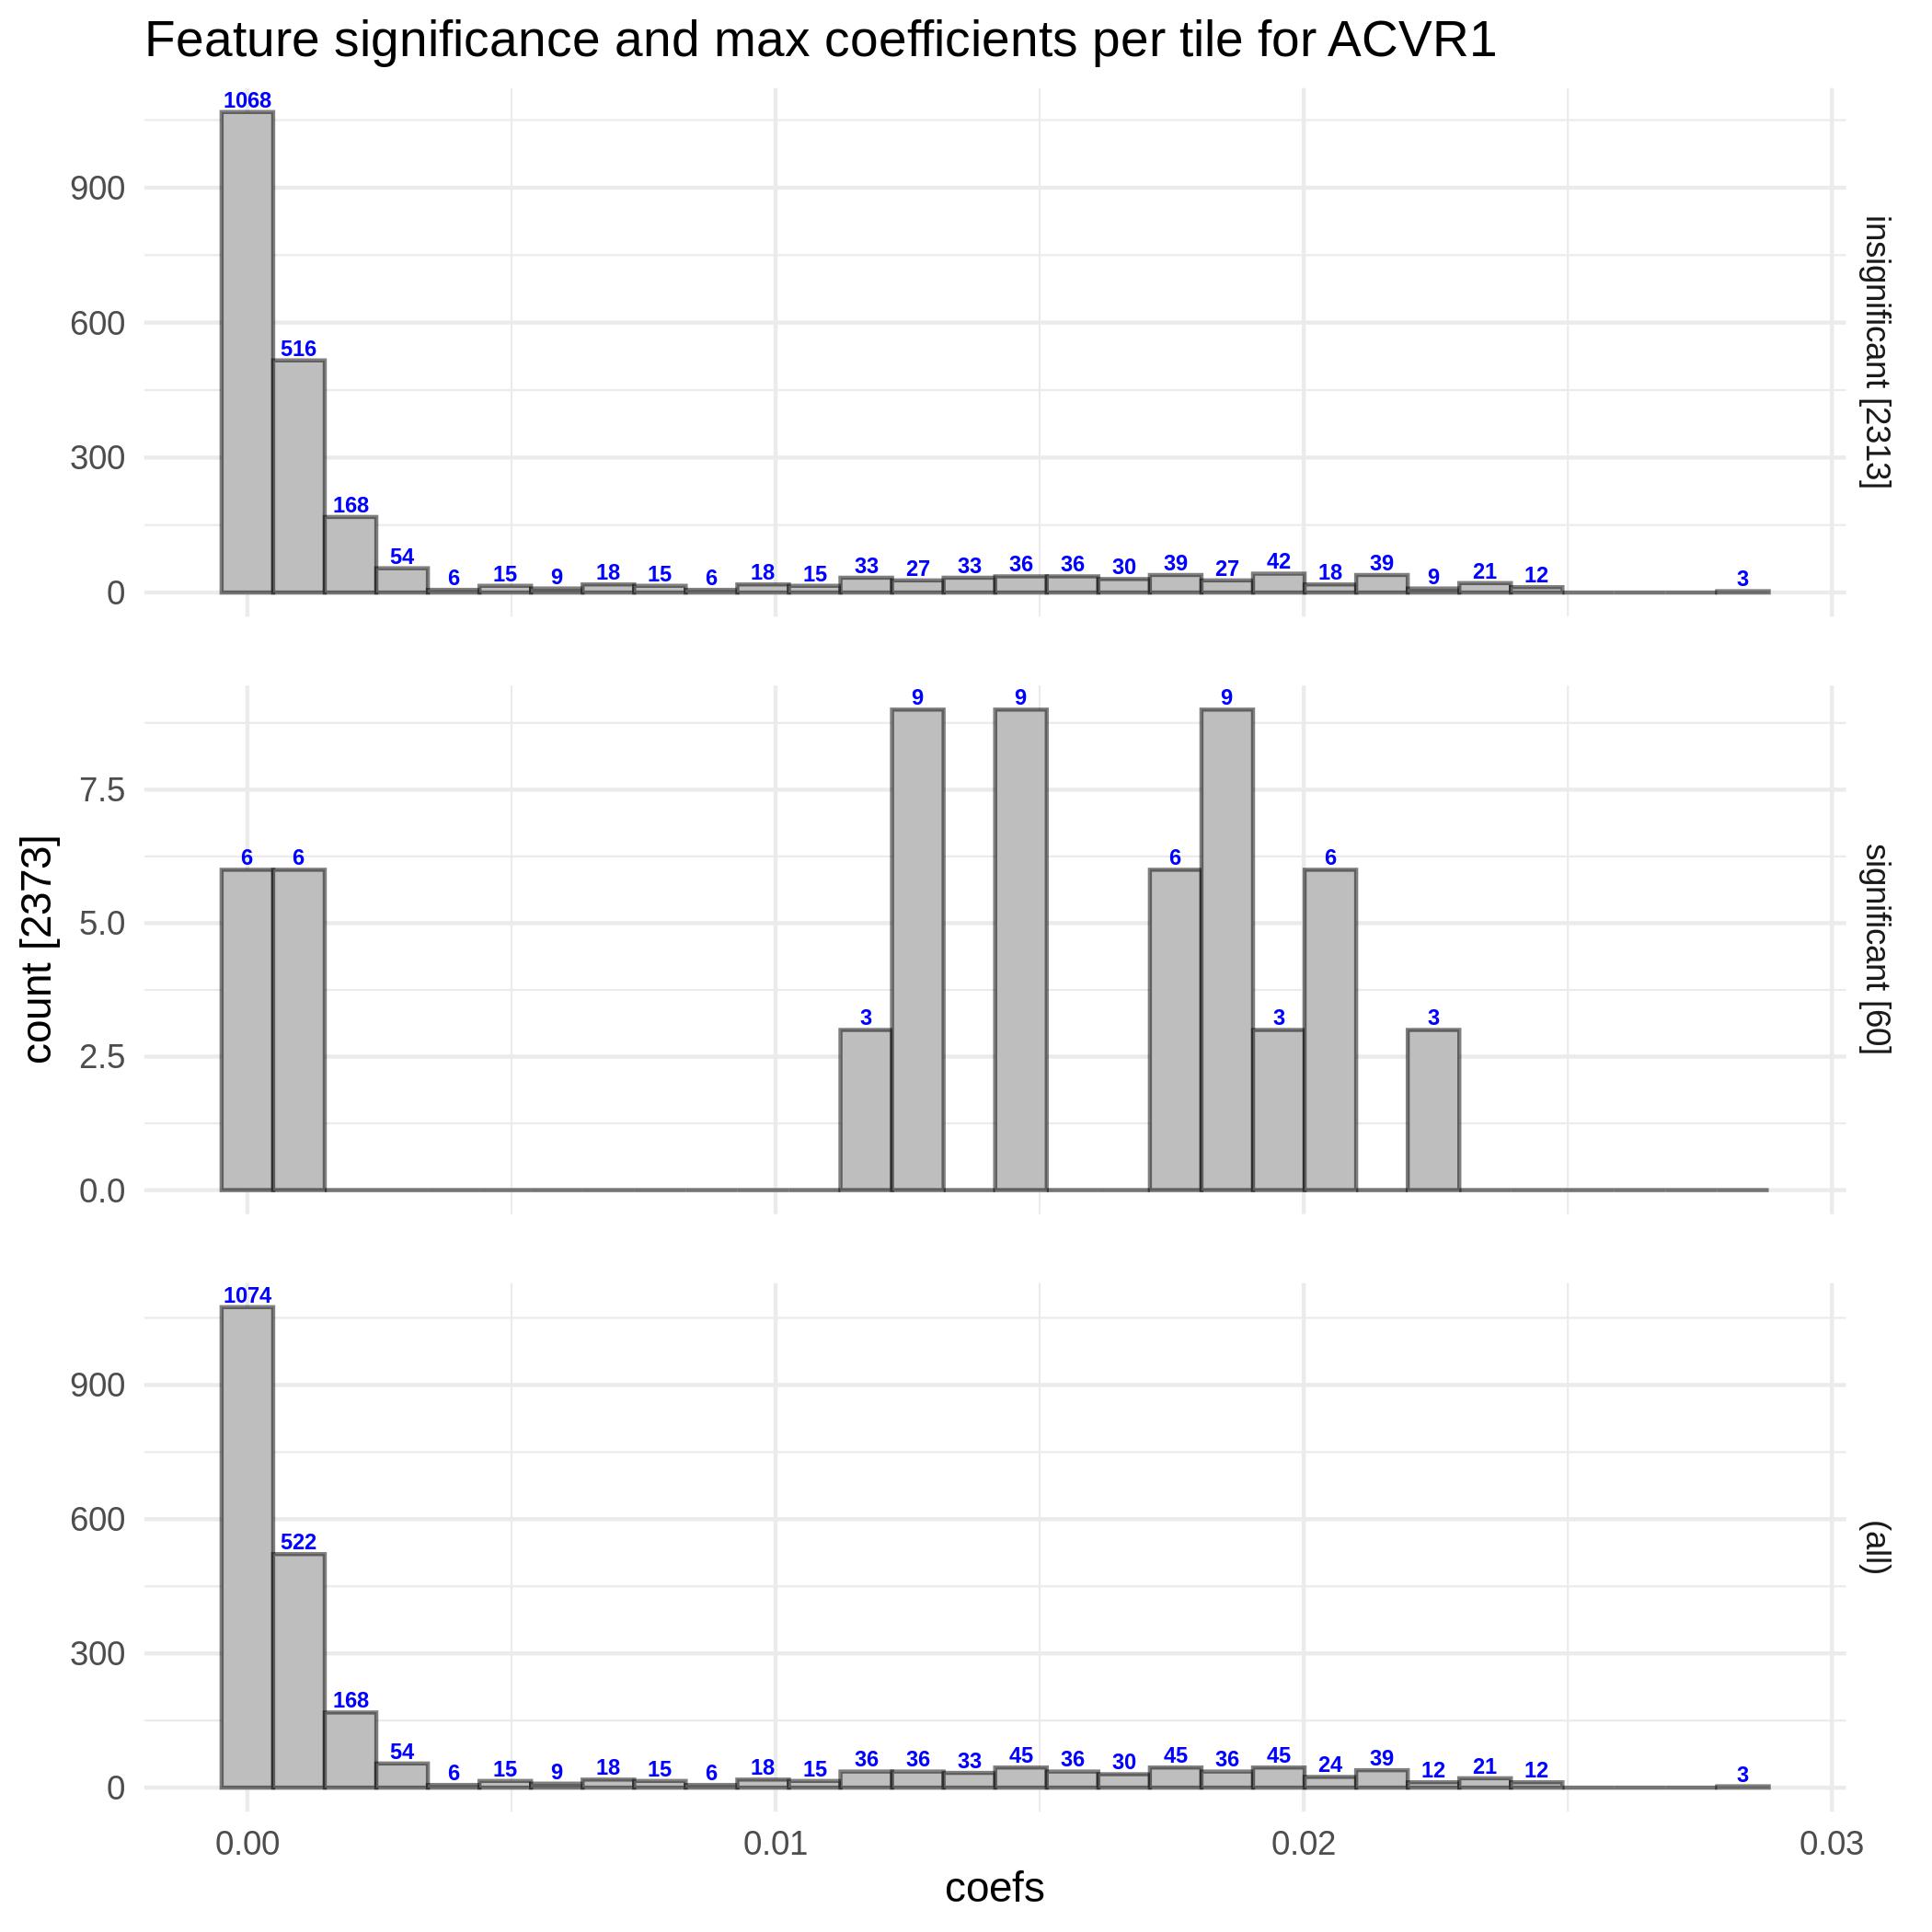 Feature significance and max coefficients per tile for ACVR1
1068
516
168
54 6 15 9 18 15 6 18 15 33 27 33 36 36 30 39 27 42 18 39 9 21 12 3
900
600
300
0
insignificant [2313]
9 9 9
6 6 6 6
3 3 3
7.5
5.0
2.5
0.0
count [2373]
significant [60]
1074
522
168
54 6 15 9 18 15 6 18 15 36 36 33 45 36 30 45 36 45 24 39 12 21 12 3
900
600
300
0
(all)
0.00 0.01 0.02 0.03
coefs